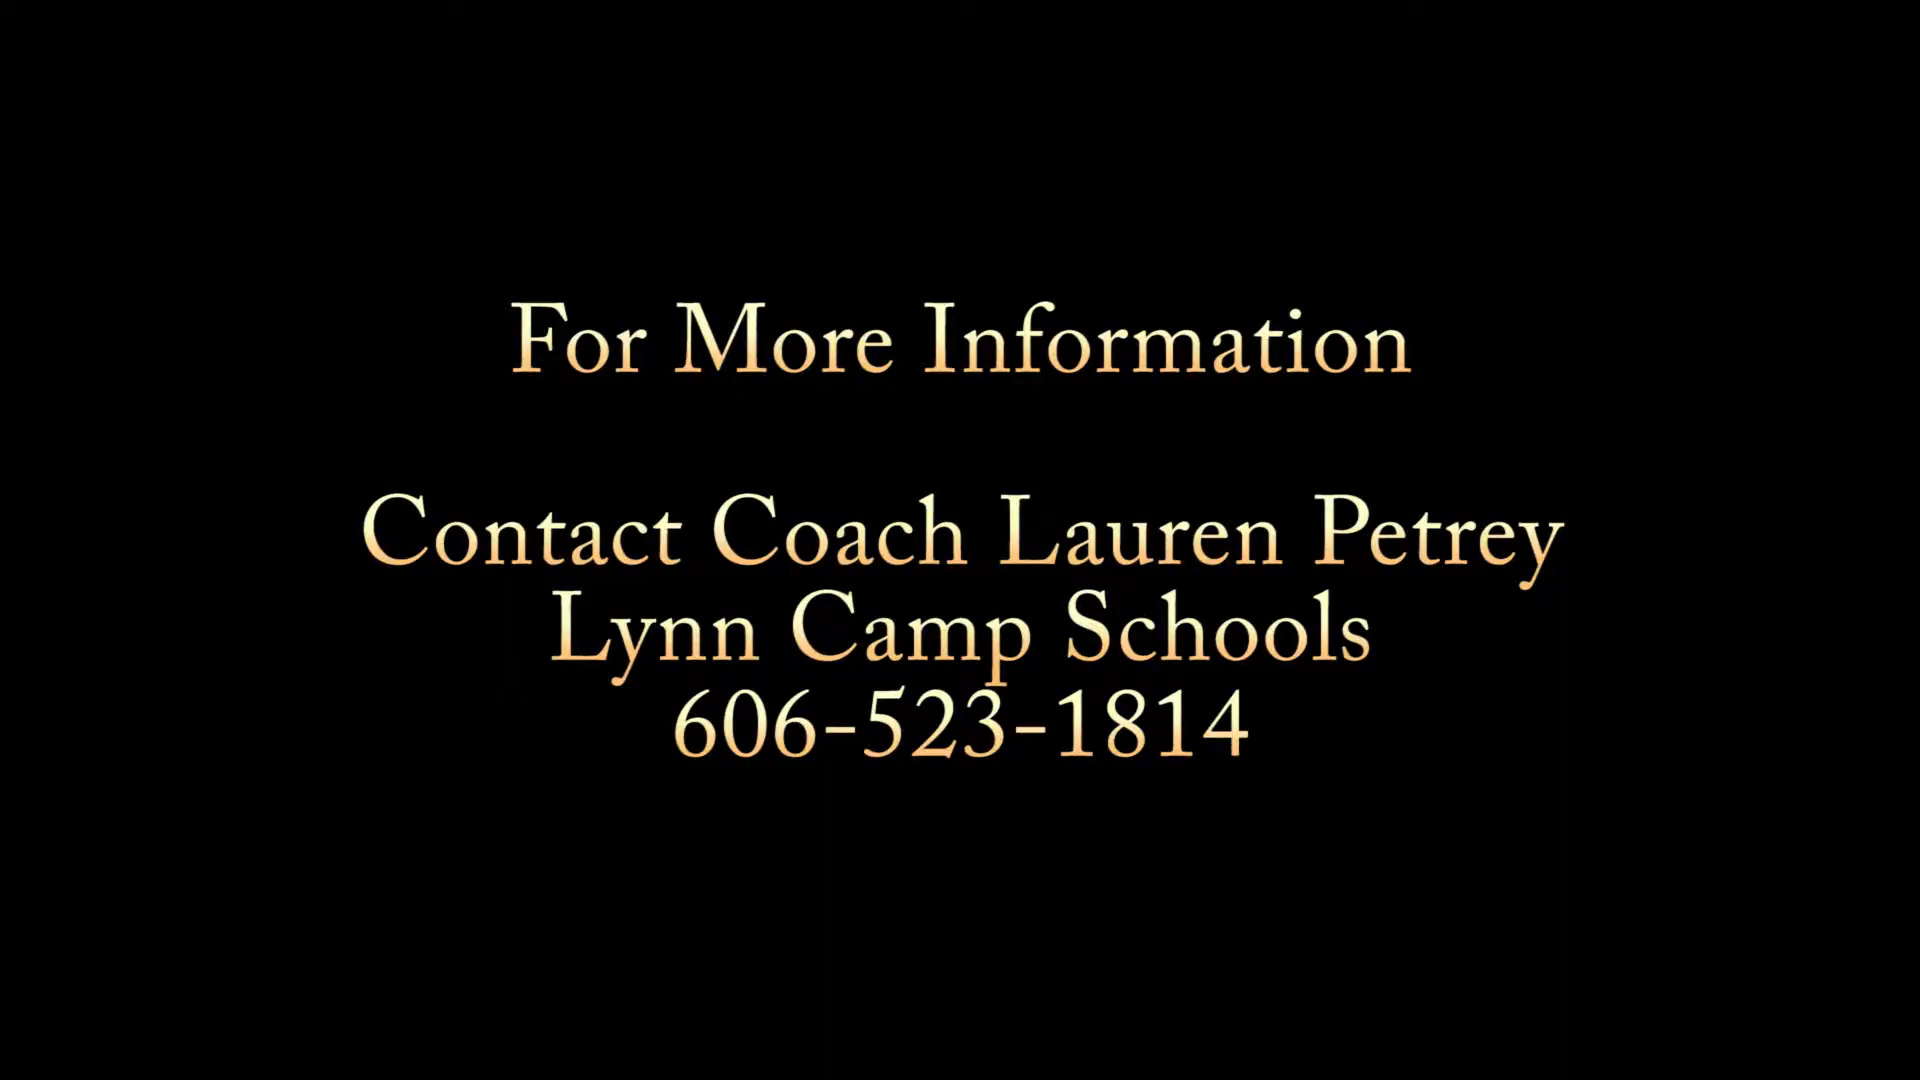 For More Information
Contact Coach Lauren Petrey
Lynn Camp Schools
606-523-1814